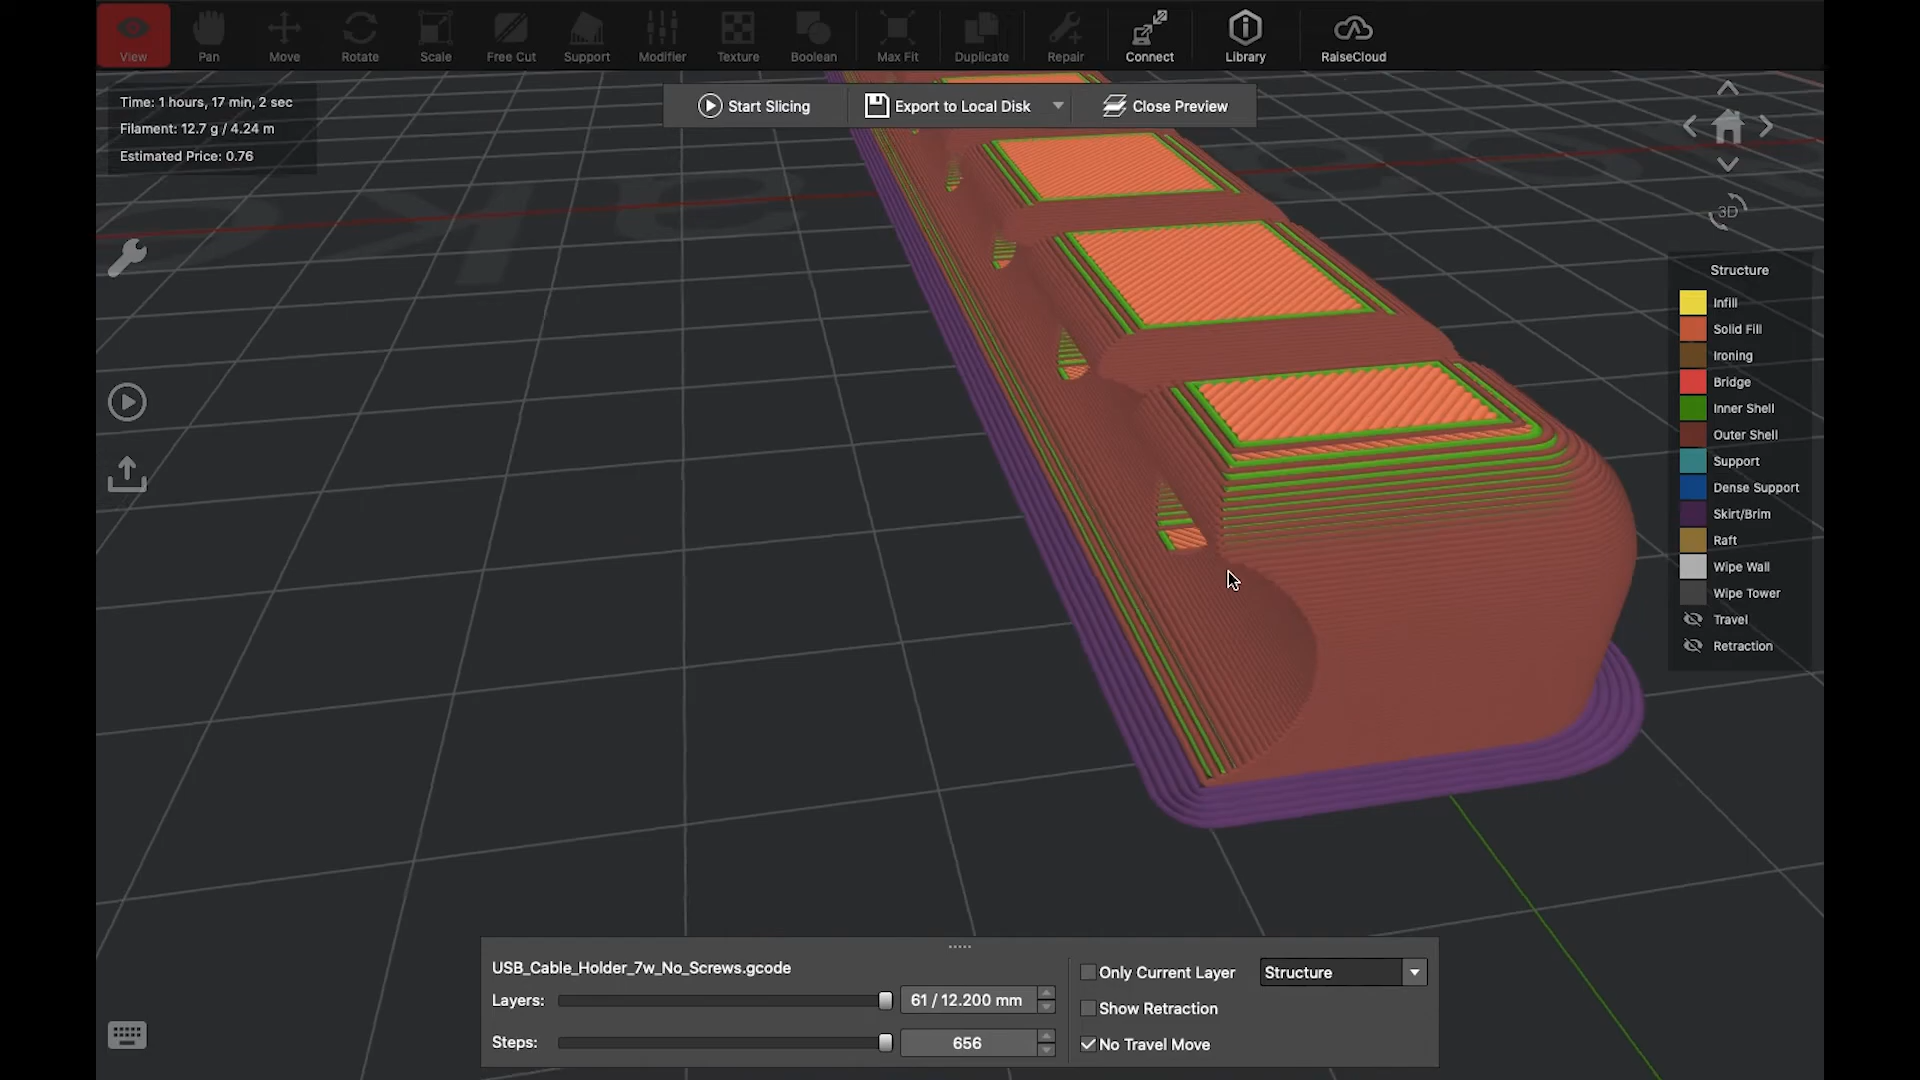 View
Pan
Move
Rotate
Scale
Free Cut
Support
Modifier
Texture
Boolean
Max Fit
Duplicate
Repair
Connect
Library
RaiseCloud
Time: 1 hours, 17 min, 2 sec
Filament: 12.7 g / 4.24 m
Estimated Price: 0.76
Start Slicing
Export to Local Disk
Close Preview
3D
Structure
Infill
Solid Fill
Ironing
Bridge
Inner Shell
Outer Shell
Support
Dense Support
Skirt/Brim
Raft
Wipe Wall
Wipe Tower
Travel
Retraction
USB_Cable_Holder_7w_No_Screws.gcode
Layers:
61 / 12.200 mm
Steps:
656
Only Current Layer
Structure
Show Retraction
No Travel Move